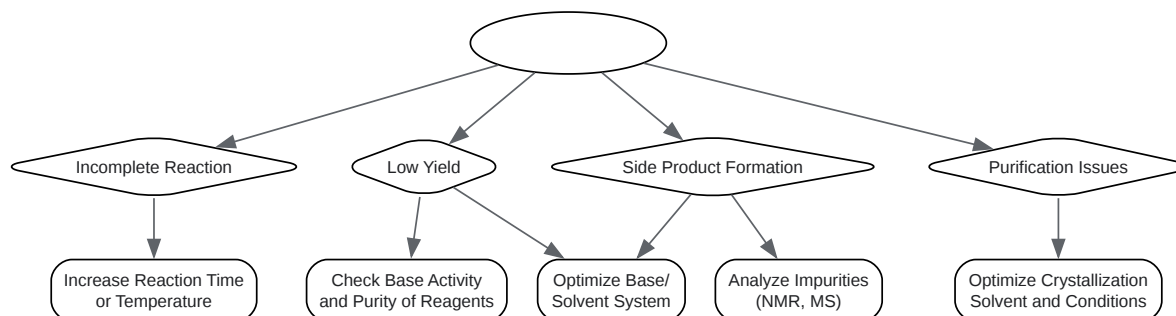 Incomplete Reaction
Low Yield
Side Product Formation
Purification Issues
Increase Reaction Time
or Temperature
Check Base Activity
and Purity of Reagents
Optimize Base/
Solvent System
Analyze Impurities
(NMR, MS)
Optimize Crystallization
Solvent and Conditions